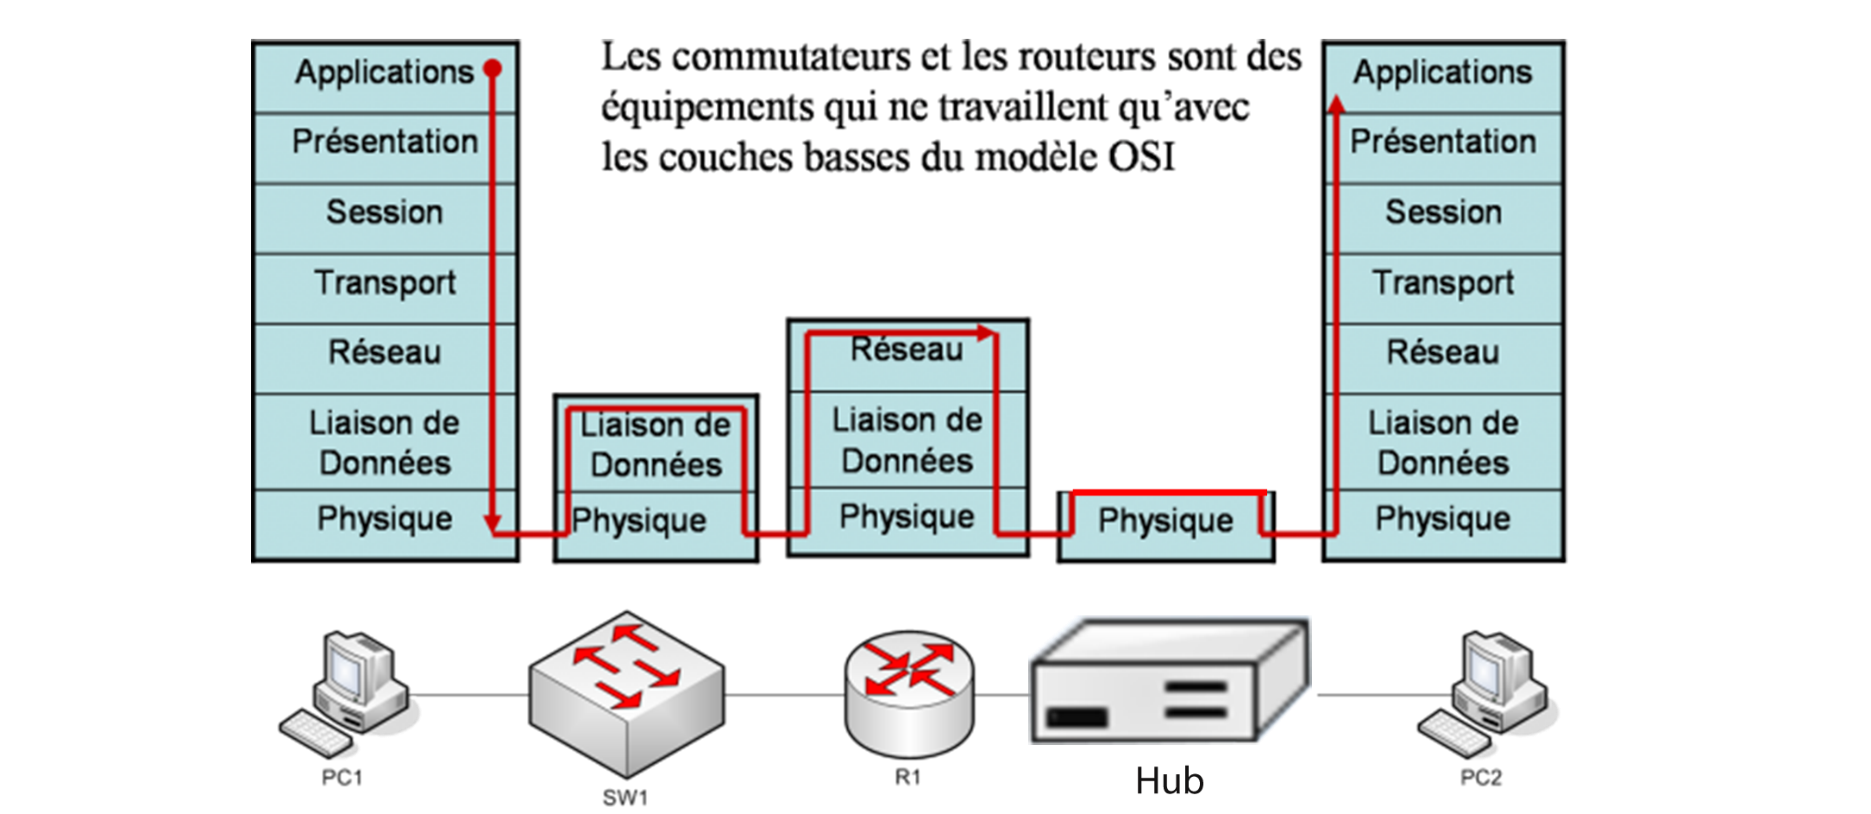 Les commutateurs et les routeurs sont des
équipements qui ne travaillent qu'avec
les couches basses du modèle OSI
Applications
Présentation
Session
Transport
Réseau
Liaison de
Données
Physique
Liaison de
Données
Physique
Réseau
Liaison de
Données
Physique
Physique
Applications
Présentation
Session
Transport
Réseau
Liaison de
Données
Physique
PC1
SW1
R1
Hub
PC2